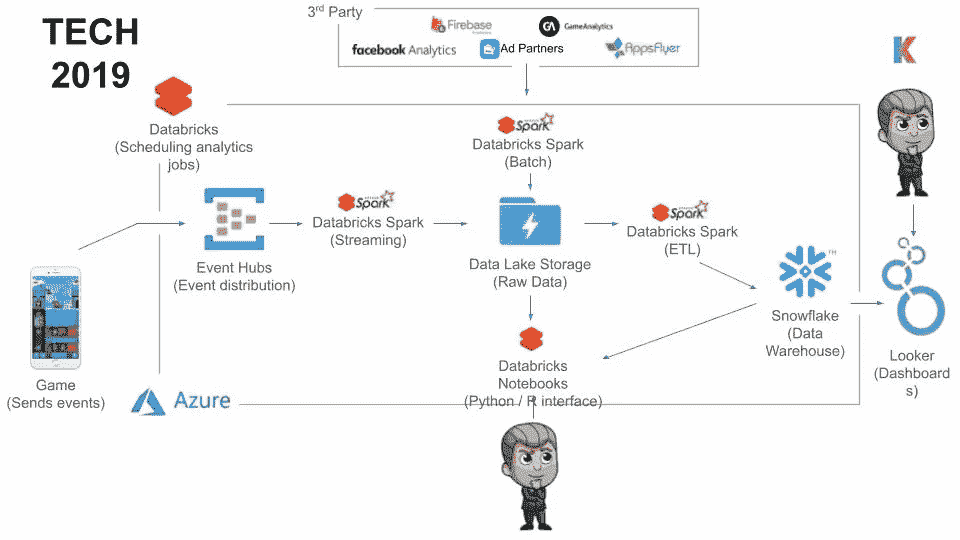 TECH
2019
3rd Party
Firebase
GameAnalytics
facebook Analytics
Ad Partners
AppsFlyer
K
Databricks
(Scheduling analytics
jobs)
Spark
Databricks Spark
(Batch)
Spark
Databricks Spark
(Streaming)
Spark
Databricks Spark
(ETL)
Event Hubs
(Event distribution)
Data Lake Storage
(Raw Data)
TM
Snowflake
(Data
Warehouse)
Looker
(Dashboard
s)
Game
(Sends events)
Databricks
Notebooks
(Python / R interface)
Azure